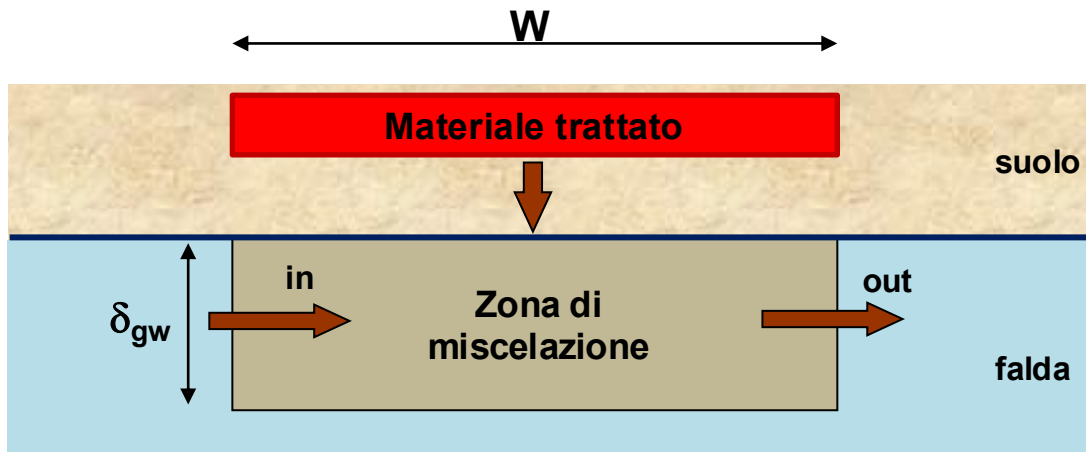 W
Materiale trattato
suolo
in
out
δgw
Zona di
miscelazione
falda